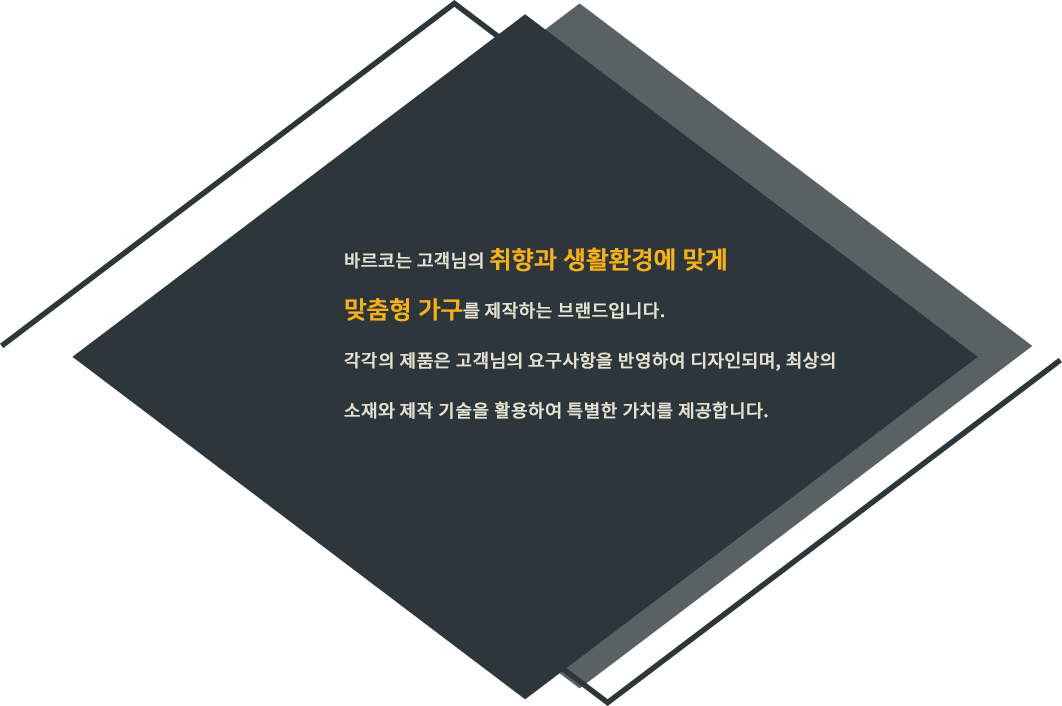 바르코는 고객님의 취향과 생활환경에 맞게
맞춤형 가구를 제작하는 브랜드입니다.
각각의 제품은 고객님의 요구사항을 반영하여 디자인되며, 최상의
소재와 제작 기술을 활용하여 특별한 가치를 제공합니다.